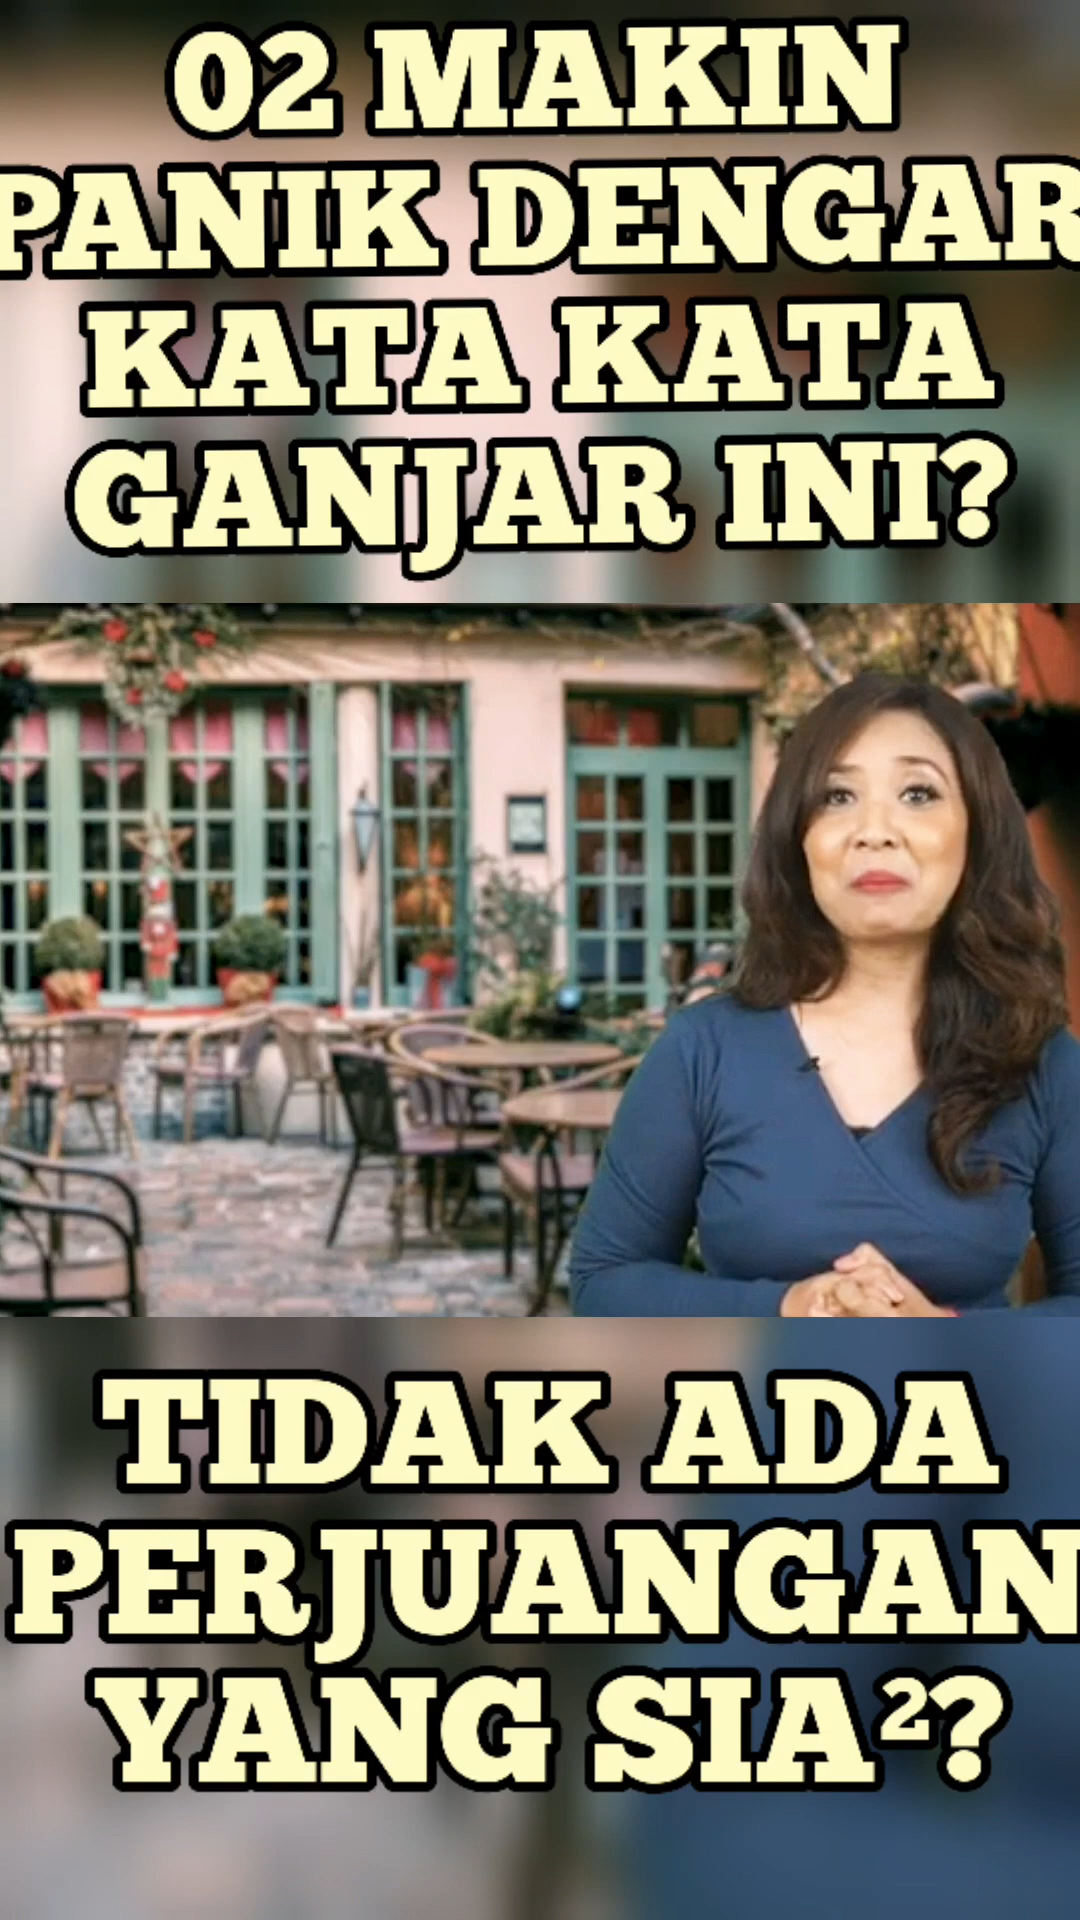 02 MAKIN
PANIK DENGAR
KATA KATA
GANJAR INI?
TIDAK ADA
PERJUANGAN
YANG SIA²?